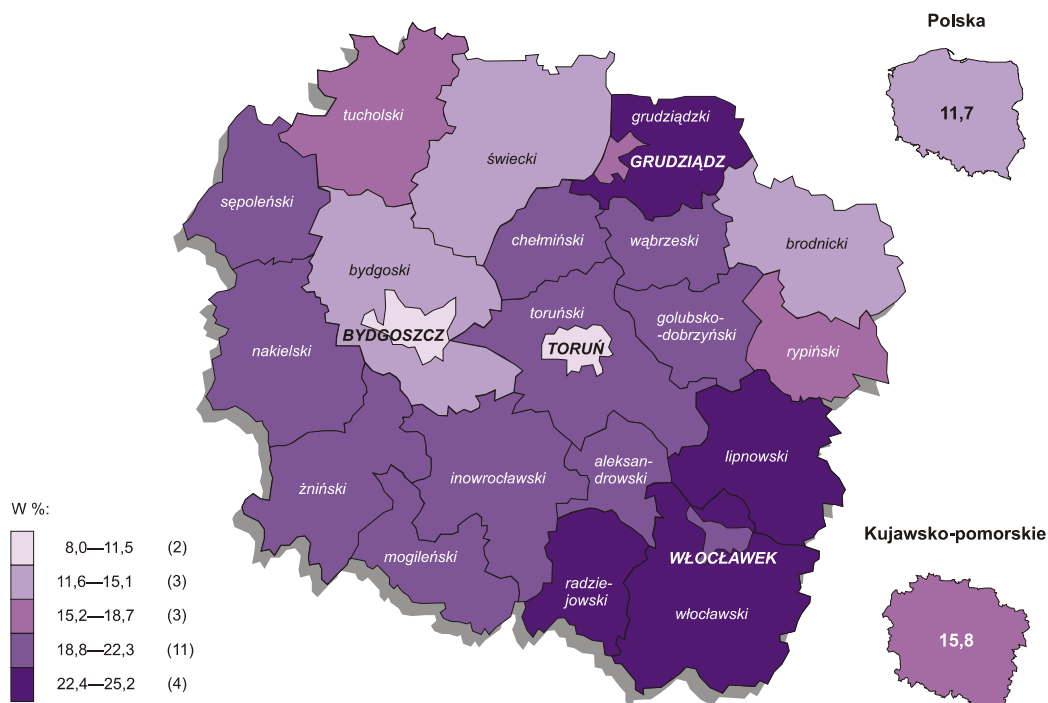 Polska
11,7
tucholski
grudziądzki
GRUDZIĄDZ
świecki
sępoleński
chełmiński
wąbrzeski
brodnicki
bydgoski
BYDGOSZCZ
toruński
TORUŃ
golubsko-
-dobrzyński
rypiński
nakielski
lipnowski
aleksan-
drowski
inowrocławski
żniński
mogileński
radzie-
jowski
WŁOCŁAWEK
włocławski
W %:
8,0—11,5 (2)
11,6—15,1 (3)
15,2—18,7 (3)
18,8—22,3 (11)
22,4—25,2 (4)
Kujawsko-pomorskie
15,8